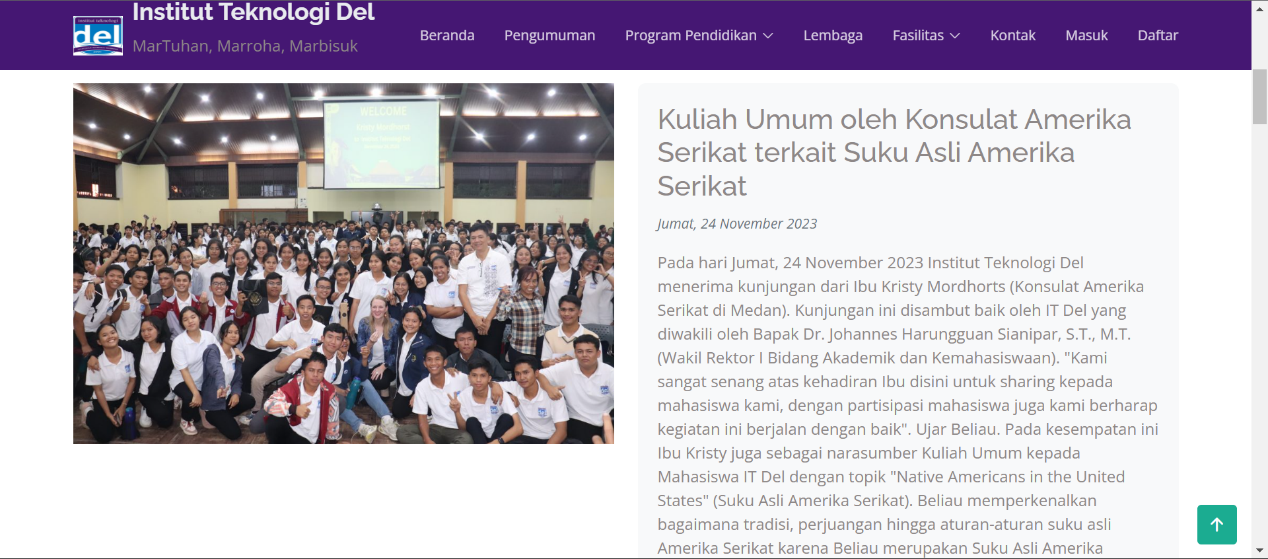 Institut Teknologi Del
MarTuhan, Marroha, Marbisuk
del
Beranda
Pengumuman
Program Pendidikan
Lembaga
Fasilitas
Kontak
Masuk
Daftar
WELCOME
Kuliah Umum oleh Konsulat Amerika
Serikat terkait Suku Asli Amerika
Serikat
Jumat, 24 November 2023
Pada hari Jumat, 24 November 2023 Institut Teknologi Del
menerima kunjungan dari Ibu Kristy Mordhorts (Konsulat Amerika
Serikat di Medan). Kunjungan ini disambut baik oleh IT Del yang
diwakili oleh Bapak Dr. Johannes Harungguan Sianipar, S.T., M.T.
(Wakil Rektor I Bidang Akademik dan Kemahasiswaan). "Kami
sangat senang atas kehadiran Ibu disini untuk sharing kepada
mahasiswa kami, dengan partisipasi mahasiswa juga kami berharap
kegiatan ini berjalan dengan baik". Ujar Beliau. Pada kesempatan ini
Ibu Kristy juga sebagai narasumber Kuliah Umum kepada
Mahasiswa IT Del dengan topik "Native Americans in the United
States" (Suku Asli Amerika Serikat). Beliau memperkenalkan
bagaimana tradisi, perjuangan hingga aturan-aturan suku asli
Amerika Serikat karena Beliau merupakan Suku Asli Amerika